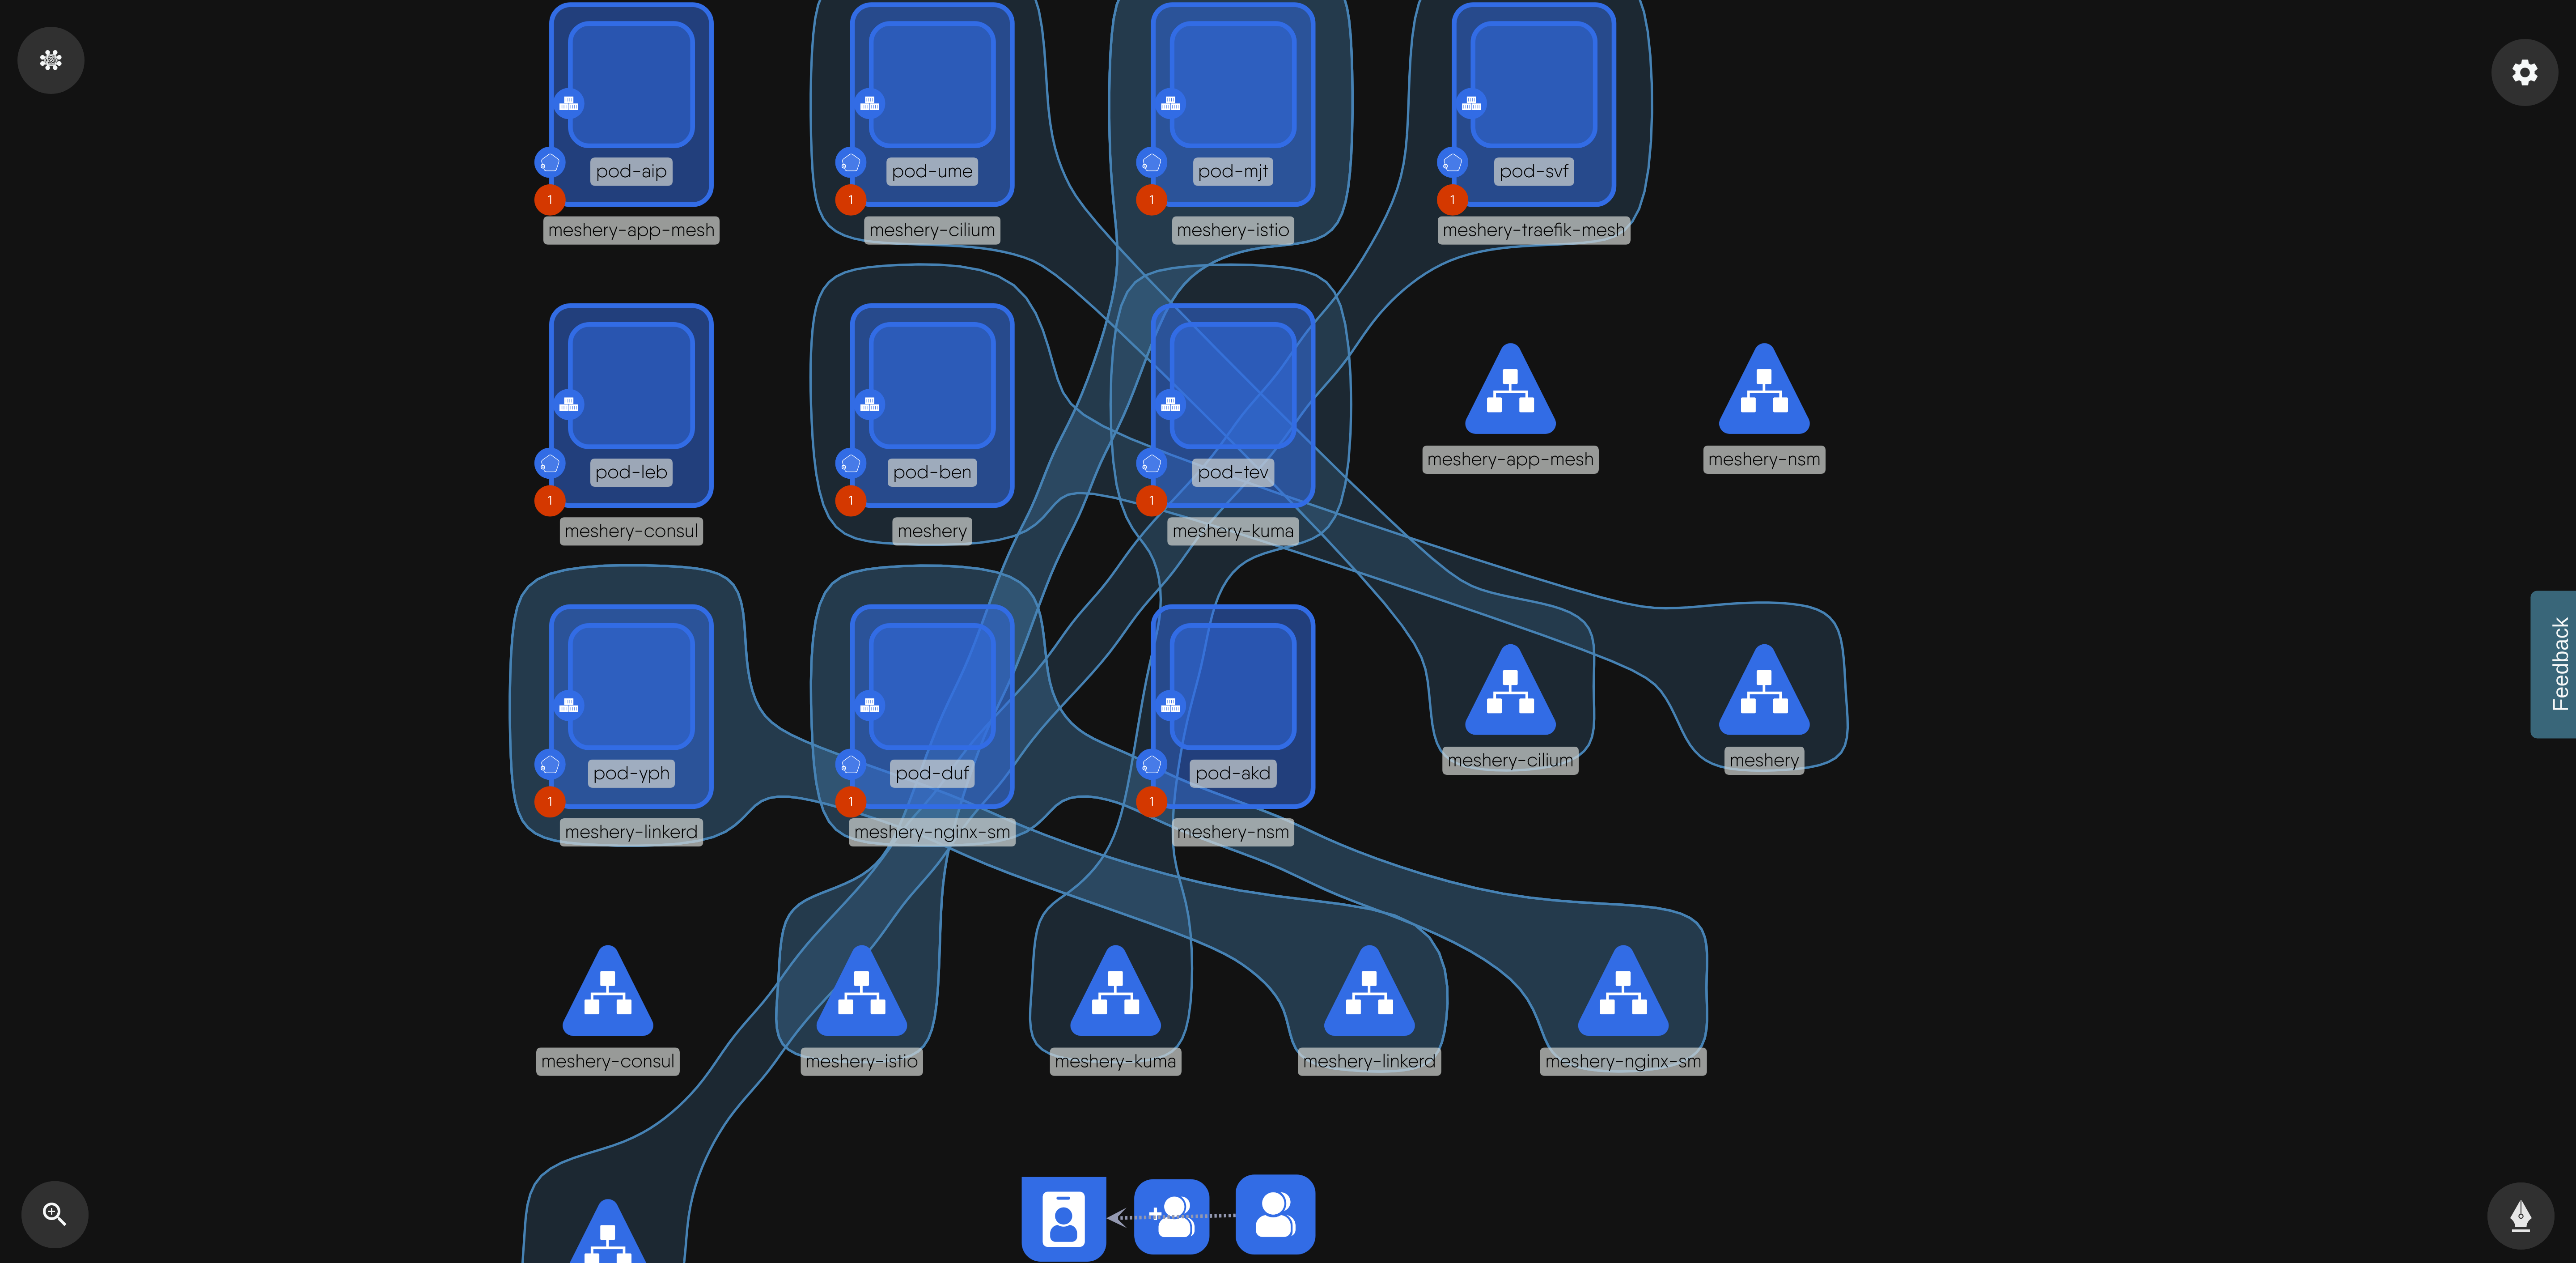 pod-aip
pod-ume
pod-mjt
pod-svf
1
1
1
1
meshery-app-mesh
meshery-cilium
meshery-istio
meshery-traefik-mesh
pod-leb
pod-ben
pod-tev
meshery-app-mesh
meshery-nsm
1
1
1
meshery-consul
meshery
meshery-kuma
Feedback
pod-yph
pod-duf
pod-akd
meshery-cilium
meshery
1
1
1
meshery-linkerd
meshery-nginx-sm
meshery-nsm
meshery-consul
meshery-istio
meshery-kuma
meshery-linkerd
meshery-nginx-sm